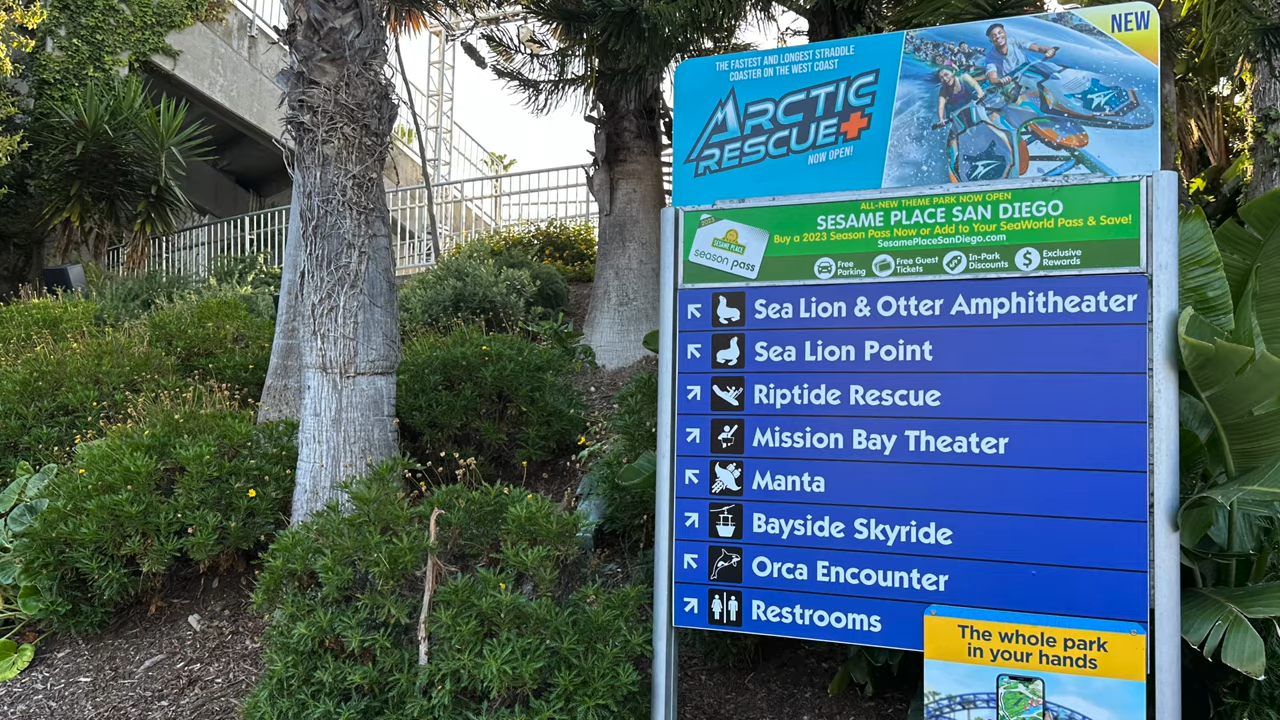 NEW
THE FASTEST AND LONGEST STRADDLE
COASTER ON THE WEST COAST
ARCTIC
RESCUE
NOW OPEN!
ALL-NEW THEME PARK NOW OPEN
SESAME PLACE SAN DIEGO
Buy a 2023 Season Pass Now or Add to Your SeaWorld Pass & Save!
SesamePlaceSanDiego.com
2023
SESAME PLACE
season pass
Free Parking
Free Guest Tickets
In-Park Discounts
Exclusive Rewards
Sea Lion & Otter Amphitheater
Sea Lion Point
Riptide Rescue
Mission Bay Theater
Manta
Bayside Skyride
Orca Encounter
Restrooms
The whole park
in your hands